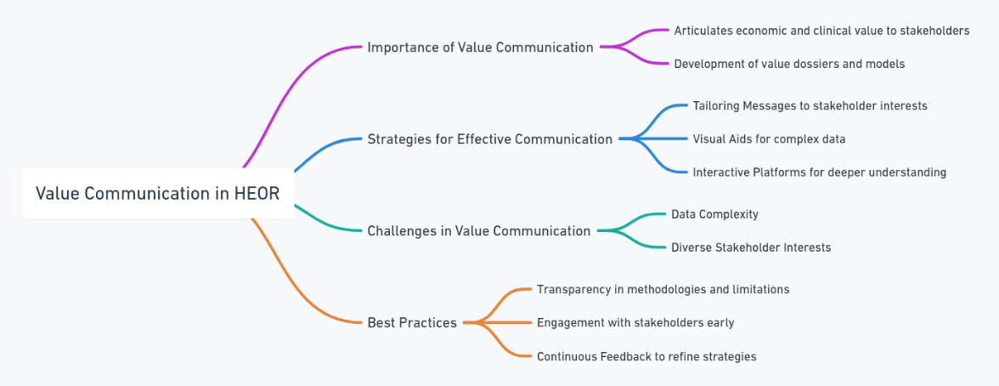 Value Communication in HEOR
Importance of Value Communication
Articulates economic and clinical value to stakeholders
Development of value dossiers and models
Strategies for Effective Communication
Tailoring Messages to stakeholder interests
Visual Aids for complex data
Interactive Platforms for deeper understanding
Challenges in Value Communication
Data Complexity
Diverse Stakeholder Interests
Best Practices
Transparency in methodologies and limitations
Engagement with stakeholders early
Continuous Feedback to refine strategies